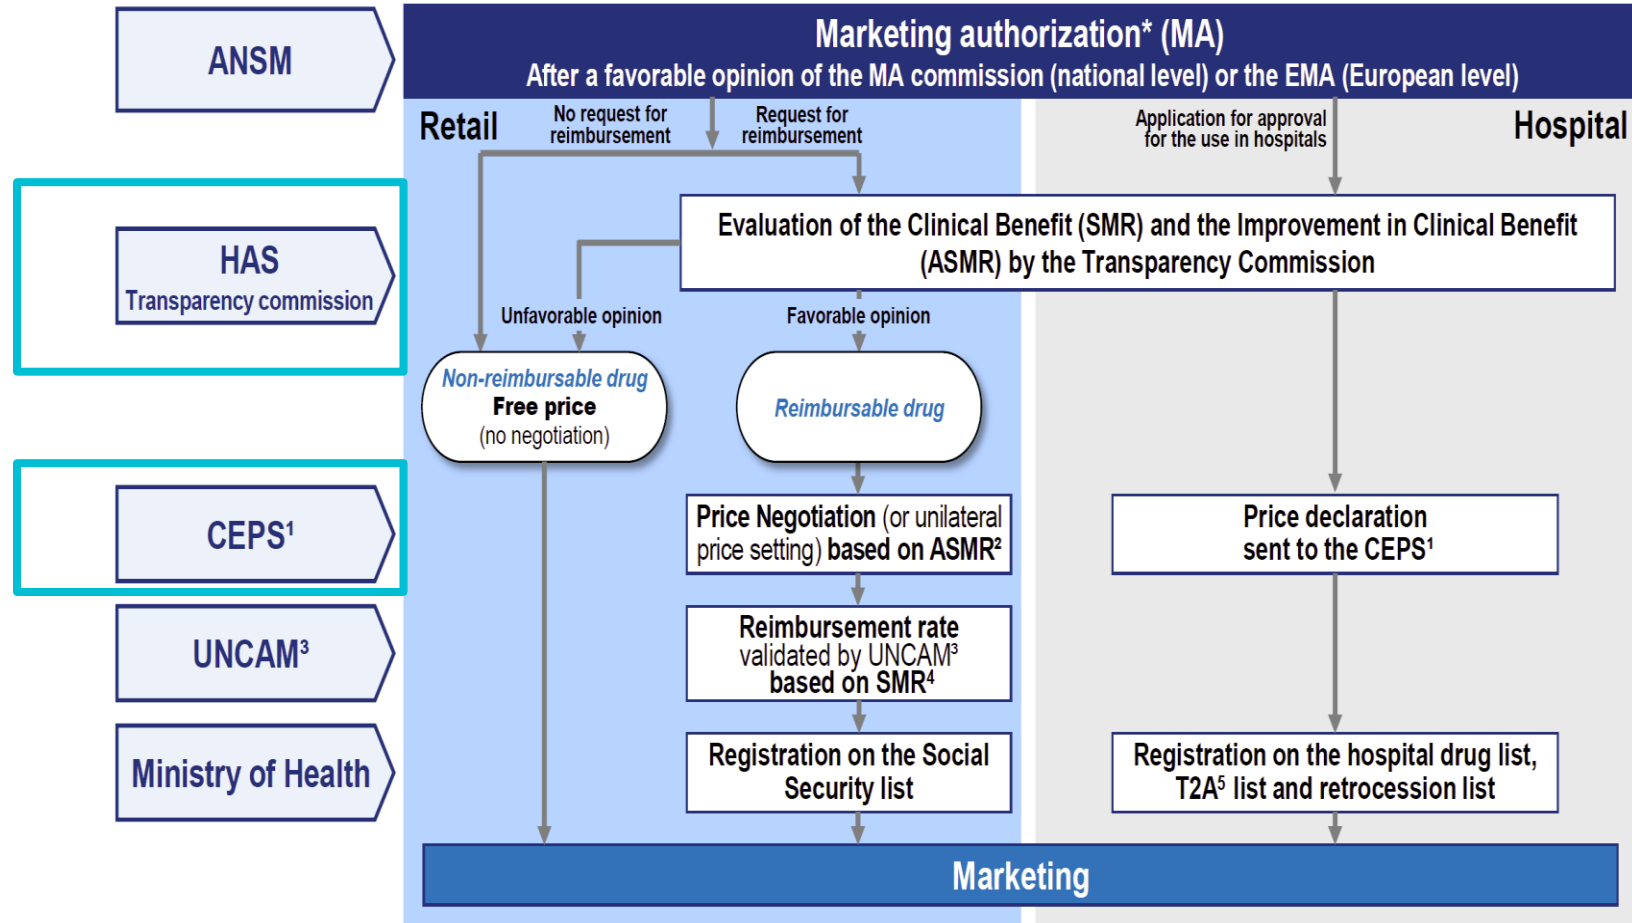 ANSM
Marketing authorization* (MA)
After a favorable opinion of the MA commission (national level) or the EMA (European level)
Retail
No request for
reimbursement
Request for
reimbursement
Application for approval
for the use in hospitals
Hospital
HAS
Transparency commission
Evaluation of the Clinical Benefit (SMR) and the Improvement in Clinical Benefit
(ASMR) by the Transparency Commission
Unfavorable opinion
Favorable opinion
Non-reimbursable drug
Free price
(no negotiation)
Reimbursable drug
CEPS¹
Price Negotiation (or unilateral
price setting) based on ASMR²
Price declaration
sent to the CEPS¹
UNCAM³
Reimbursement rate
validated by UNCAM³
based on SMR⁴
Ministry of Health
Registration on the Social
Security list
Registration on the hospital drug list,
T2A⁵ list and retrocession list
Marketing